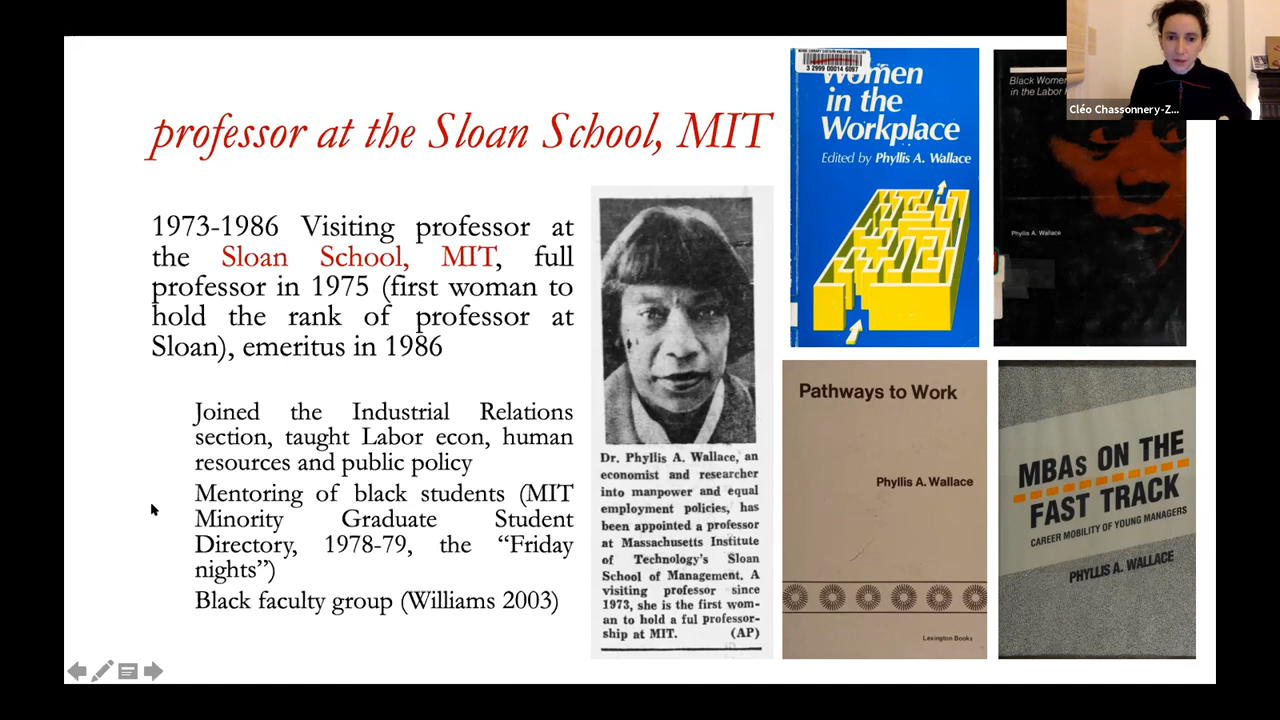 professor at the Sloan School, MIT
1973-1986 Visiting professor at
the Sloan School, MIT, full
professor in 1975 (first woman to
hold the rank of professor at
Sloan), emeritus in 1986
Joined the Industrial Relations
section, taught Labor econ, human
resources and public policy
Mentoring of black students (MIT
Minority Graduate Student
Directory, 1978-79, the “Friday
nights”)
Black faculty group (Williams 2003)
Dr. Phyllis A. Wallace, an
economist and researcher
into manpower and equal
employment policies, has
been appointed a professor
at Massachusetts Institute
of Technology's Sloan
School of Management. A
visiting professor since
1973, she is the first wom-
an to hold a ful professor-
ship at MIT. (AP)
3 2999 00014 6097
Women
in the
Workplace
Edited by Phyllis A. Wallace
Black Women
in the Labor
Phyllis A. Wallace
Pathways to Work
Phyllis A. Wallace
Lexington Books
MBAs ON THE
FAST TRACK
CAREER MOBILITY OF YOUNG MANAGERS
PHYLLIS A. WALLACE
Cléo Chassonnery-Z...